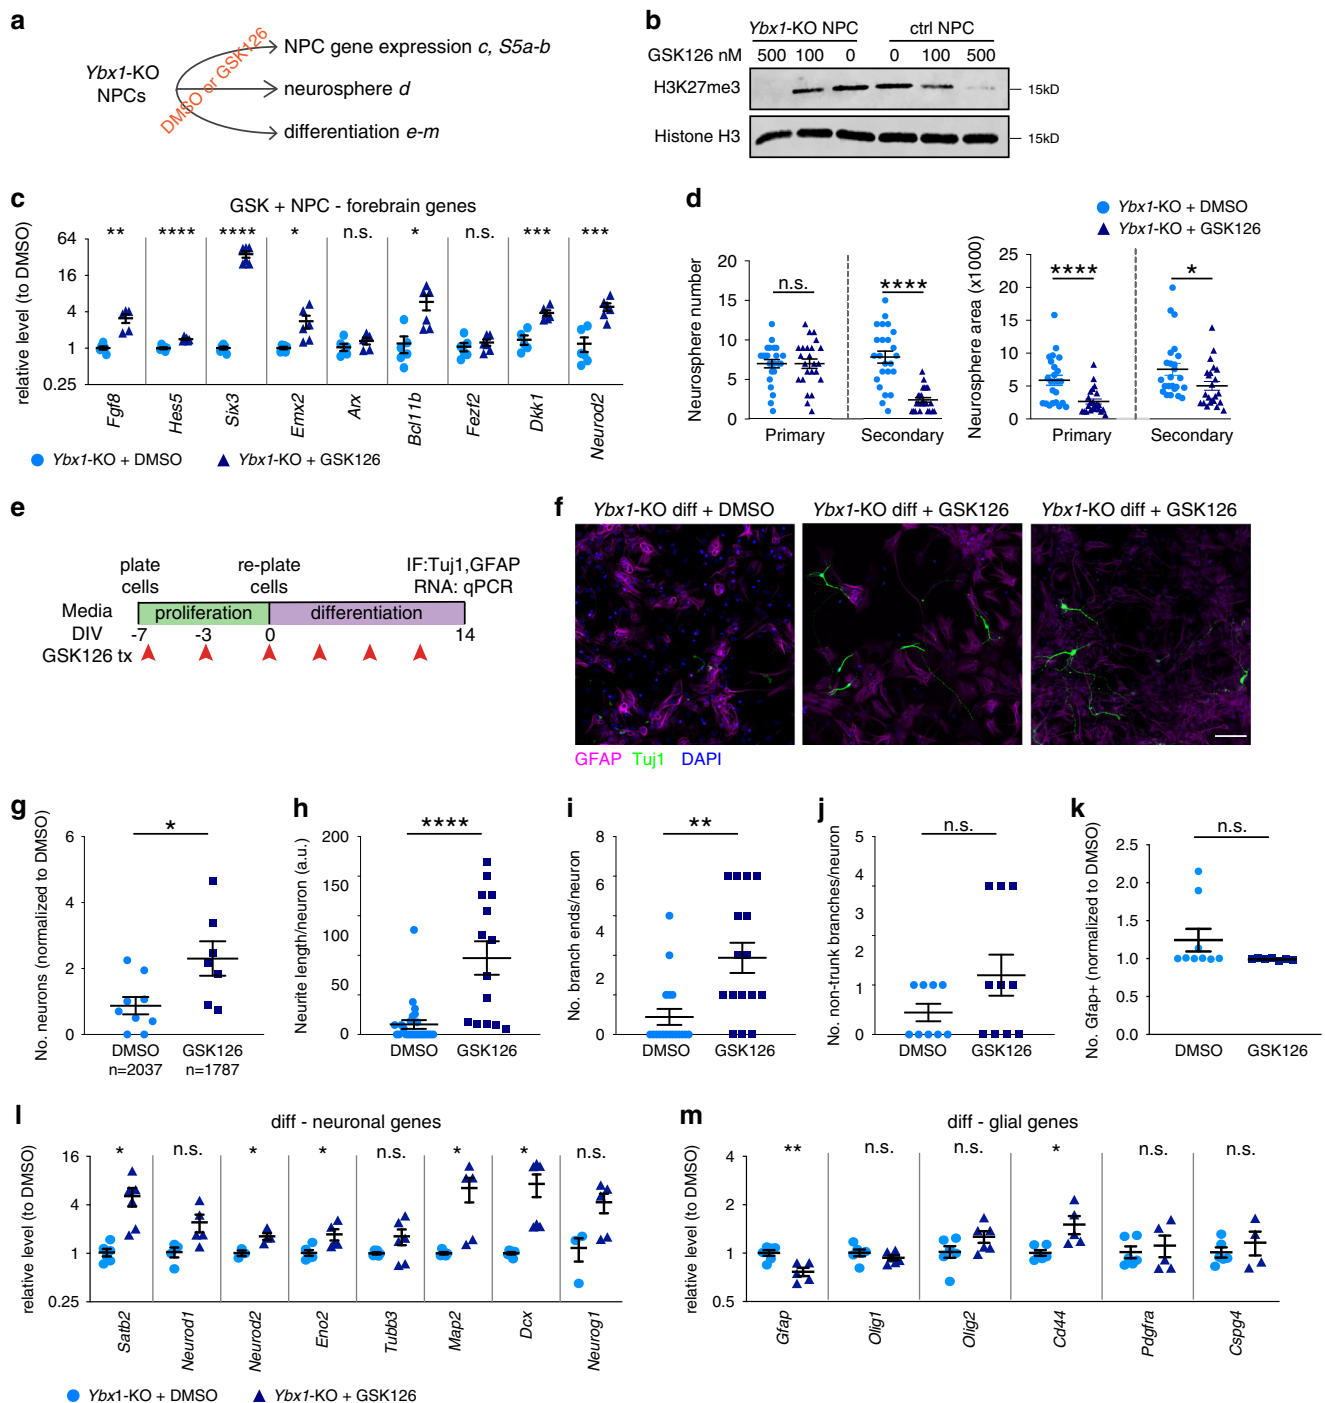 a
Ybx1-KO
NPCs
DMSO or GSK126
NPC gene expression c, S5a-b
neurosphere d
differentiation e-m
b
Ybx1-KO NPC
ctrl NPC
GSK126 nM
500 100 0 0 100 500
H3K27me3
15kD
Histone H3
15kD
c
GSK + NPC - forebrain genes
relative level (to DMSO)
64
16
4
1
0.25
** **** **** * n.s. * n.s. *** ***
Fgf8 Hes5 Six3 Emx2 Arx Bcl11b Fezf2 Dkk1 Neurod2
Ybx1-KO + DMSO Ybx1-KO + GSK126
d
Ybx1-KO + DMSO
Ybx1-KO + GSK126
Neurosphere number
20
15
10
5
0
n.s. ****
Primary Secondary
Neurosphere area (x1000)
25
20
15
10
5
0
**** *
Primary Secondary
e
plate
cells
re-plate
cells
IF:Tuj1,GFAP
RNA: qPCR
Media
proliferation
differentiation
DIV
-7 -3 0 14
GSK126 tx
f
Ybx1-KO diff + DMSO
Ybx1-KO diff + GSK126
Ybx1-KO diff + GSK126
GFAP Tuj1 DAPI
g
No. neurons (normalized to DMSO)
6
4
2
0
*
DMSO GSK126
n=2037 n=1787
h
Neurite length/neuron (a.u.)
200
150
100
50
0
****
DMSO GSK126
i
No. branch ends/neuron
8
6
4
2
0
**
DMSO GSK126
j
No. non-trunk branches/neuron
5
4
3
2
1
0
n.s.
DMSO GSK126
k
No. Gfap+ (normalized to DMSO)
2.5
2.0
1.5
1.0
0.5
0.0
n.s.
DMSO GSK126
l
diff - neuronal genes
relative level (to DMSO)
16
4
1
0.25
* n.s. * * n.s. * * n.s.
Satb2 Neurod1 Neurod2 Eno2 Tubb3 Map2 Dcx Neurog1
Ybx1-KO + DMSO Ybx1-KO + GSK126
m
diff - glial genes
relative level (to DMSO)
4
2
1
0.5
** n.s. n.s. * n.s. n.s.
Gfap Olig1 Olig2 Cd44 Pdgfra Cspg4